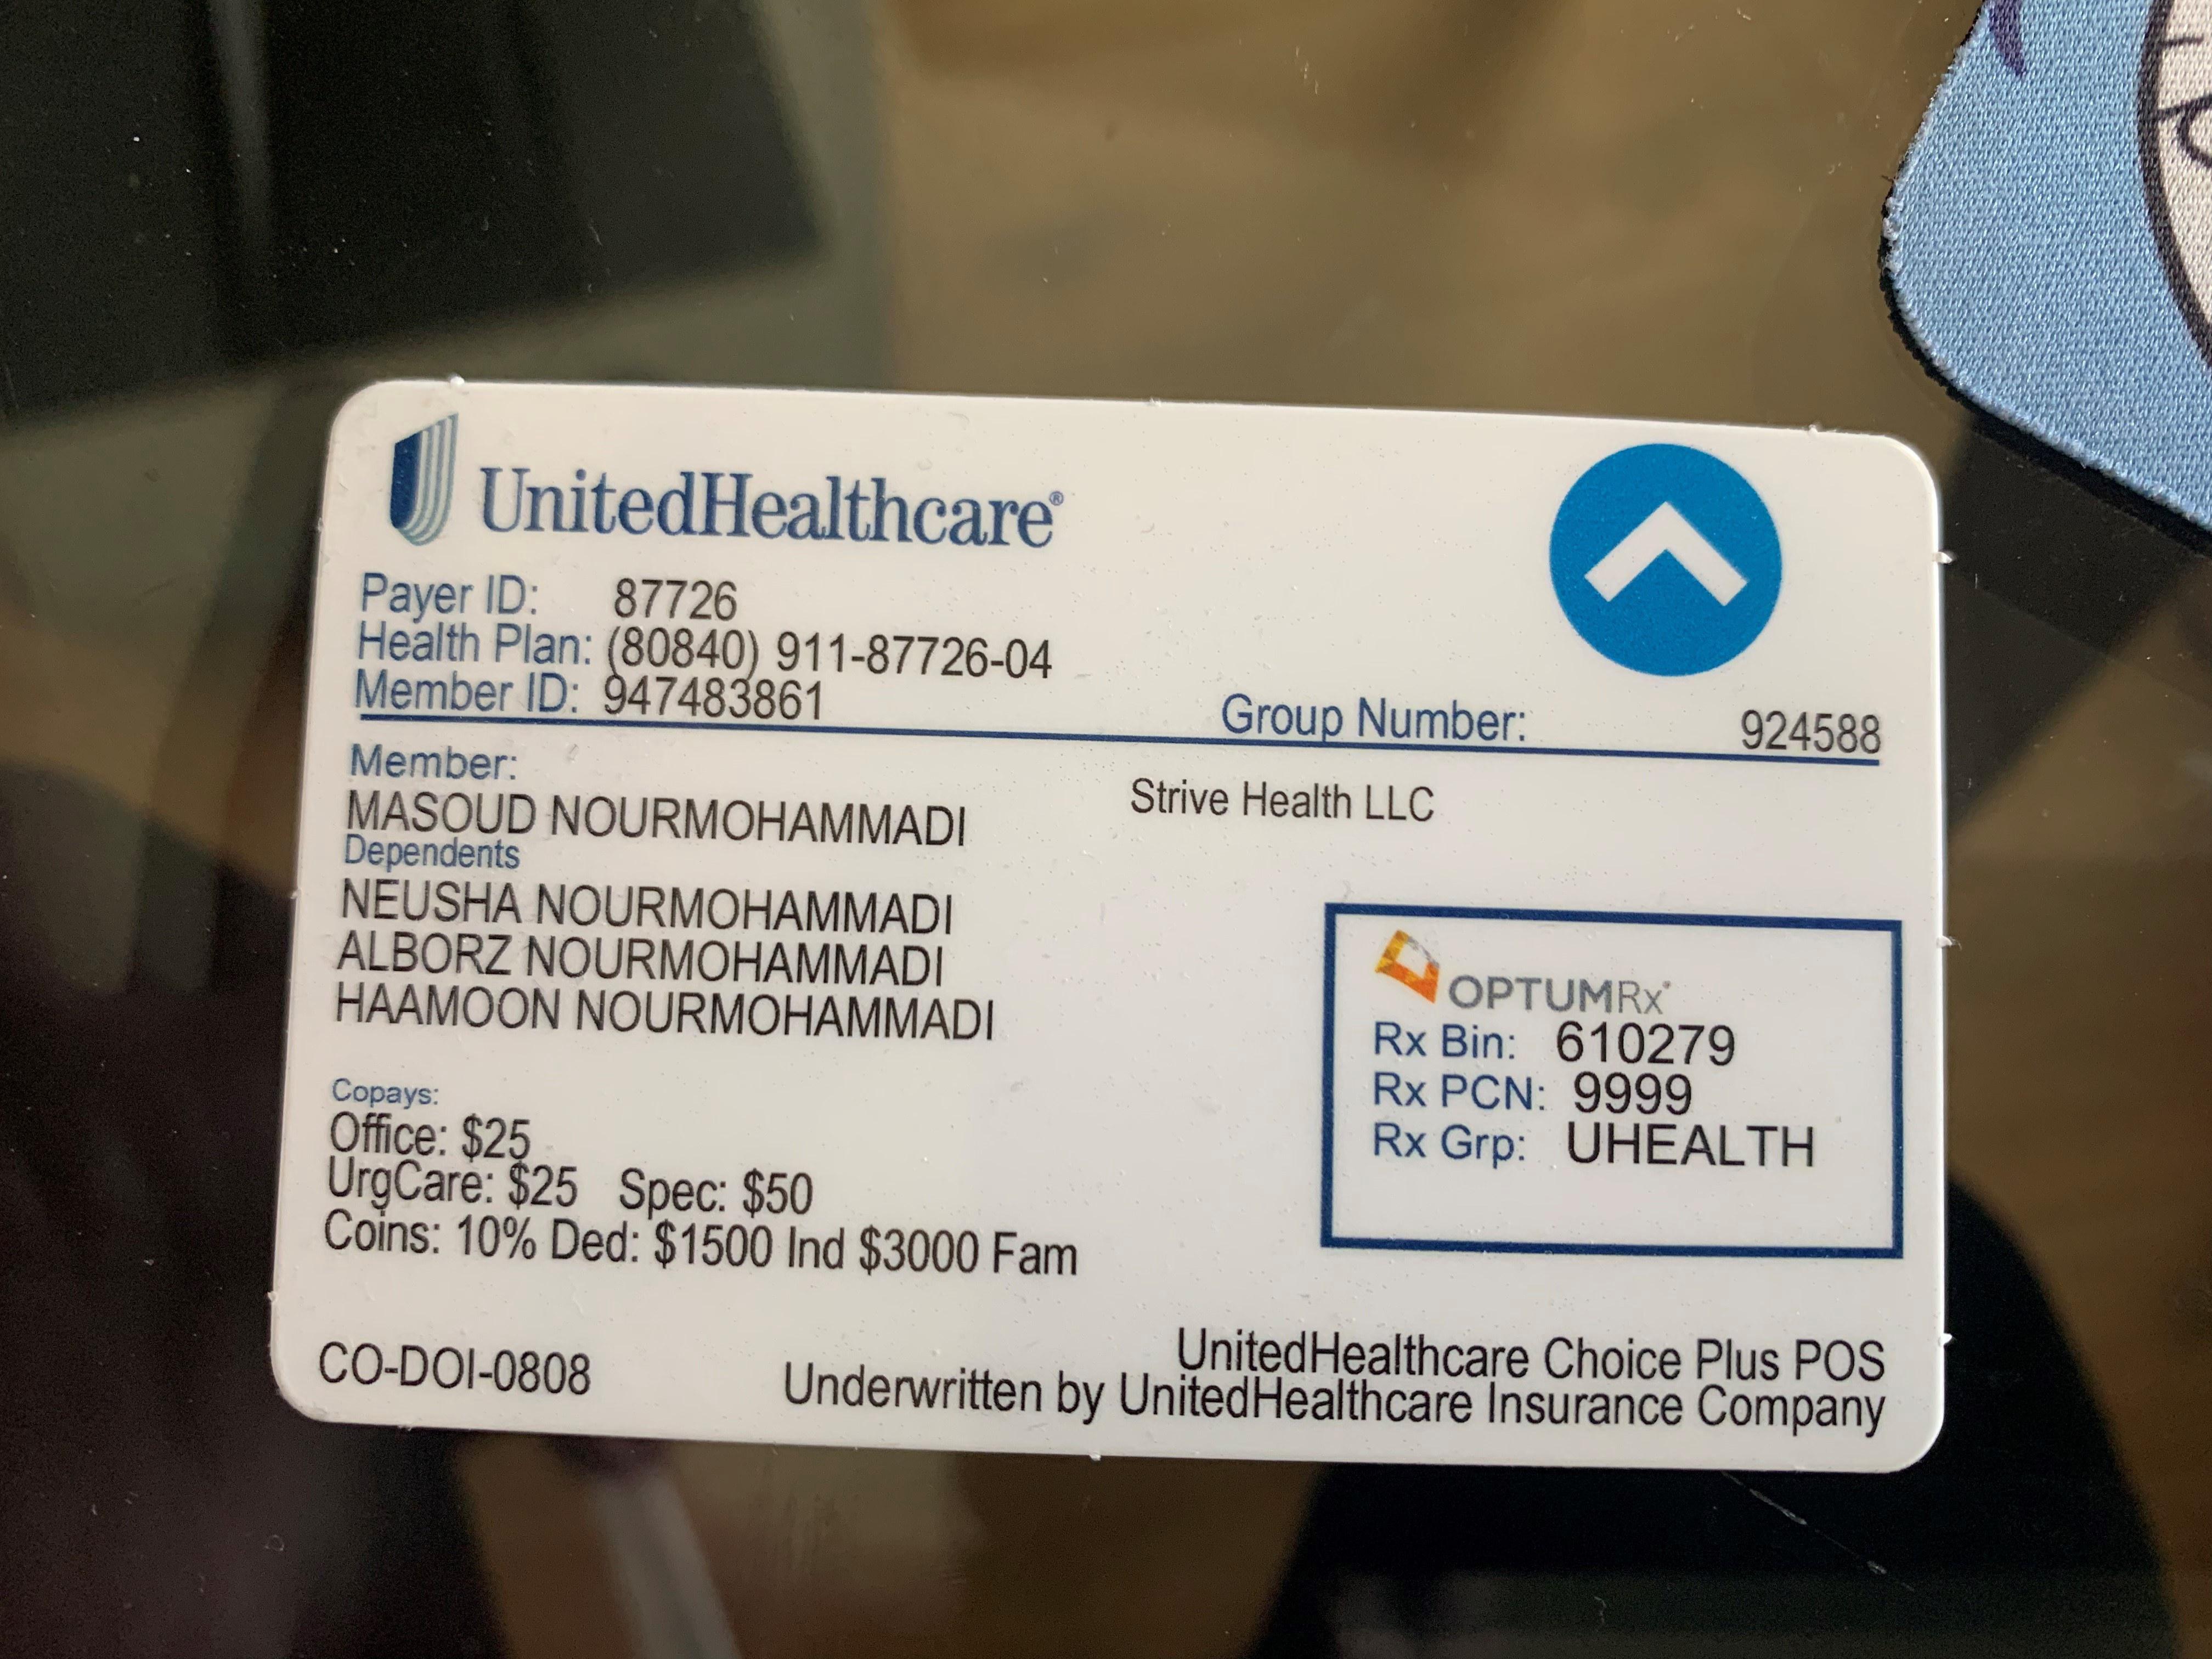 UnitedHealthcare®
Payer ID: 87726
Health Plan: (80840) 911-87726-04
Member ID: 947483861 Group Number: 924588
Member:
MASOUD NOURMOHAMMADI Strive Health LLC
Dependents
NEUSHA NOURMOHAMMADI
ALBORZ NOURMOHAMMADI
HAAMOON NOURMOHAMMADI
OPTUMRx®
Rx Bin: 610279
Rx PCN: 9999
Rx Grp: UHEALTH
Copays:
Office: $25
UrgCare: $25 Spec: $50
Coins: 10% Ded: $1500 Ind $3000 Fam
CO-DOI-0808
UnitedHealthcare Choice Plus POS
Underwritten by UnitedHealthcare Insurance Company